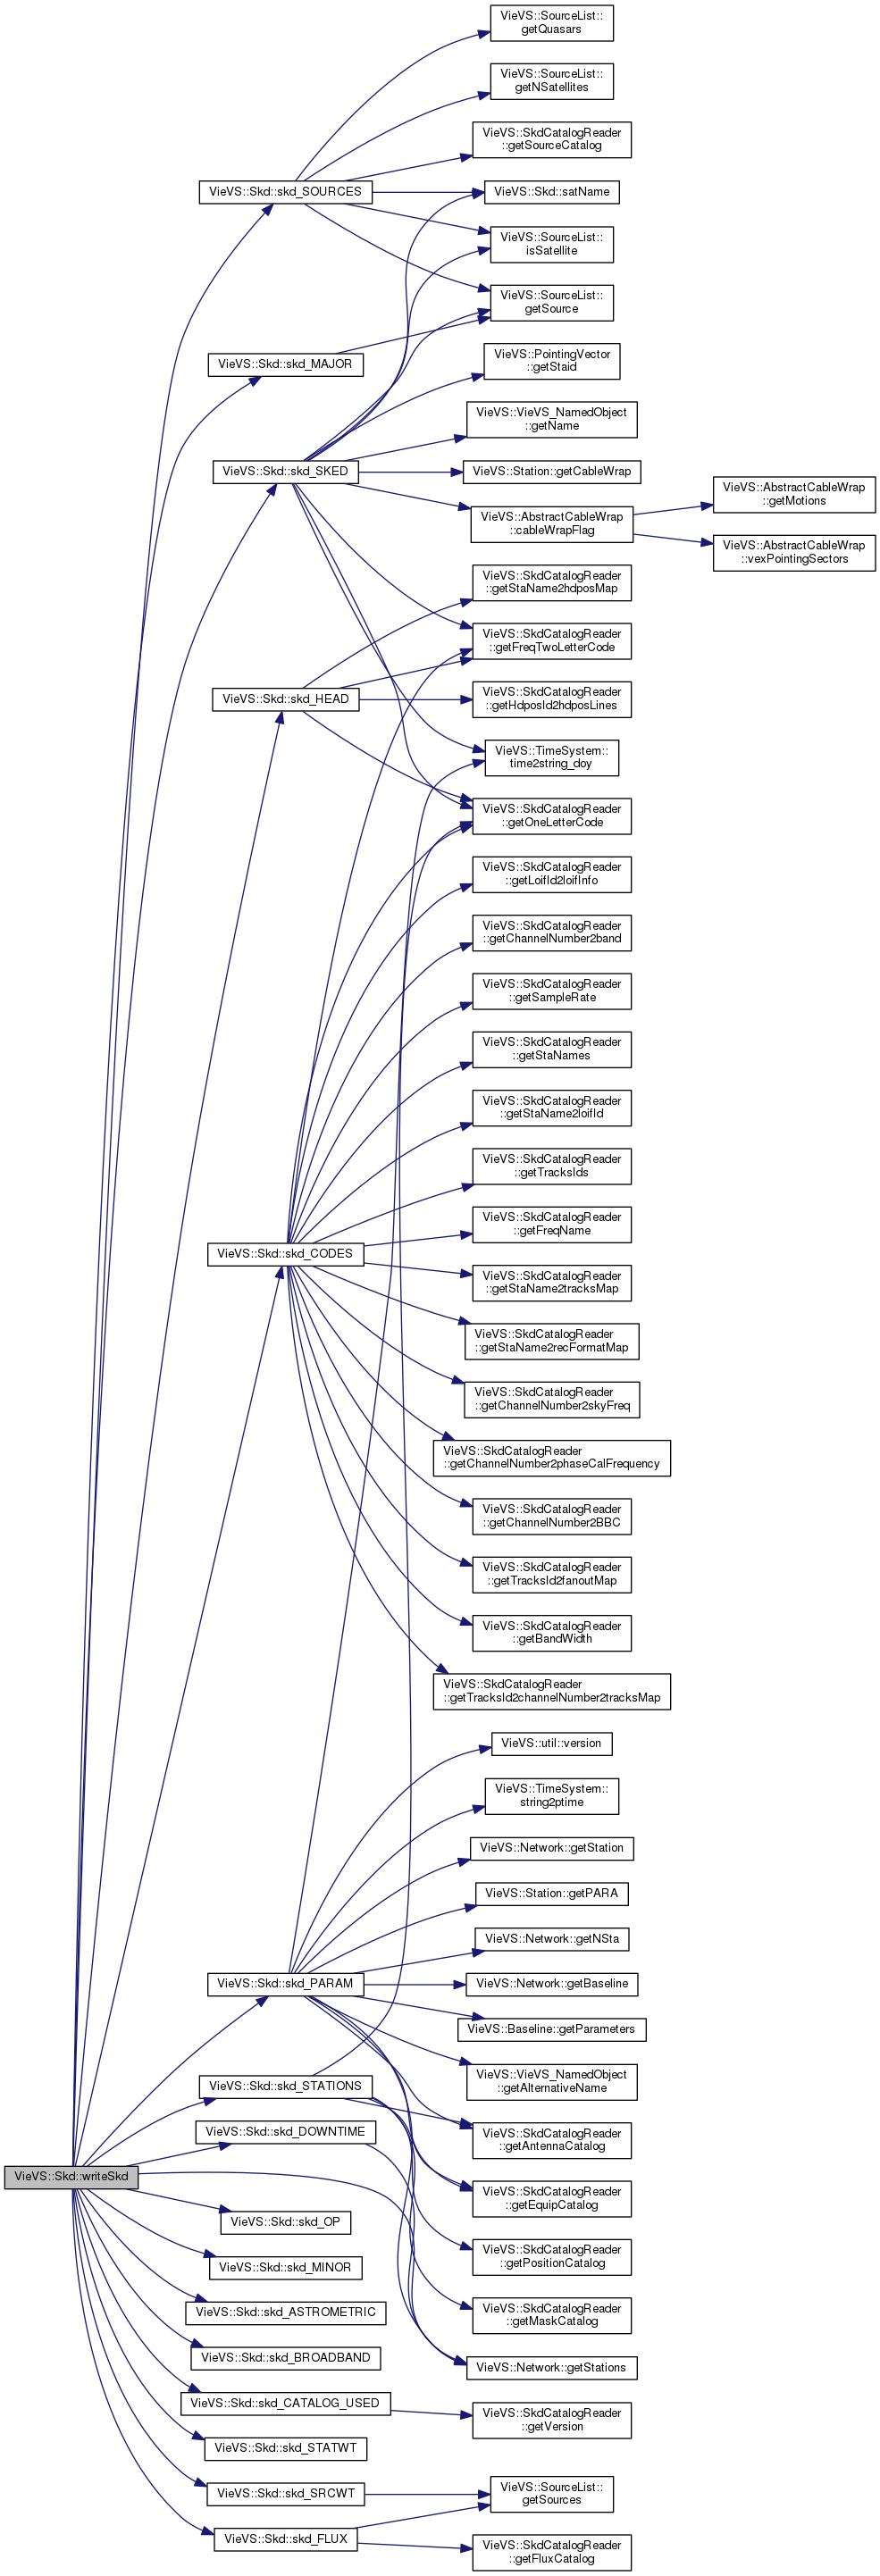 VieVS::SourceList::
getQuasars
VieVS::SourceList::
getNSatellites
VieVS::SkdCatalogReader
::getSourceCatalog
VieVS::Skd::skd_SOURCES
VieVS::Skd::satName
VieVS::SourceList::
isSatellite
VieVS::SourceList::
getSource
VieVS::Skd::skd_MAJOR
VieVS::PointingVector
::getStaid
VieVS::VieVS_NamedObject
::getName
VieVS::Skd::skd_SKED
VieVS::Station::getCableWrap
VieVS::AbstractCableWrap
::cableWrapFlag
VieVS::AbstractCableWrap
::getMotions
VieVS::AbstractCableWrap
::vexPointingSectors
VieVS::SkdCatalogReader
::getStaName2hdposMap
VieVS::SkdCatalogReader
::getFreqTwoLetterCode
VieVS::Skd::skd_HEAD
VieVS::SkdCatalogReader
::getHdposId2hdposLines
VieVS::TimeSystem::
time2string_doy
VieVS::SkdCatalogReader
::getOneLetterCode
VieVS::SkdCatalogReader
::getLoifId2loifInfo
VieVS::SkdCatalogReader
::getChannelNumber2band
VieVS::SkdCatalogReader
::getSampleRate
VieVS::SkdCatalogReader
::getStaNames
VieVS::SkdCatalogReader
::getStaName2loifId
VieVS::SkdCatalogReader
::getTracksIds
VieVS::SkdCatalogReader
::getFreqName
VieVS::Skd::skd_CODES
VieVS::SkdCatalogReader
::getStaName2tracksMap
VieVS::SkdCatalogReader
::getStaName2recFormatMap
VieVS::SkdCatalogReader
::getChannelNumber2skyFreq
VieVS::SkdCatalogReader
::getChannelNumber2phaseCalFrequency
VieVS::SkdCatalogReader
::getChannelNumber2BBC
VieVS::SkdCatalogReader
::getTracksId2fanoutMap
VieVS::SkdCatalogReader
::getBandWidth
VieVS::SkdCatalogReader
::getTracksId2channelNumber2tracksMap
VieVS::util::version
VieVS::TimeSystem::
string2ptime
VieVS::Network::getStation
VieVS::Station::getPARA
VieVS::Network::getNSta
VieVS::Skd::skd_PARAM
VieVS::Network::getBaseline
VieVS::Baseline::getParameters
VieVS::VieVS_NamedObject
::getAlternativeName
VieVS::Skd::skd_STATIONS
VieVS::SkdCatalogReader
::getAntennaCatalog
VieVS::Skd::skd_DOWNTIME
VieVS::Skd::writeSkd
VieVS::SkdCatalogReader
::getEquipCatalog
VieVS::Skd::skd_OP
VieVS::SkdCatalogReader
::getPositionCatalog
VieVS::Skd::skd_MINOR
VieVS::SkdCatalogReader
::getMaskCatalog
VieVS::Skd::skd_ASTROMETRIC
VieVS::Skd::skd_BROADBAND
VieVS::Network::getStations
VieVS::Skd::skd_CATALOG_USED
VieVS::SkdCatalogReader
::getVersion
VieVS::Skd::skd_STATWT
VieVS::Skd::skd_SRCWT
VieVS::SourceList::
getSources
VieVS::Skd::skd_FLUX
VieVS::SkdCatalogReader
::getFluxCatalog